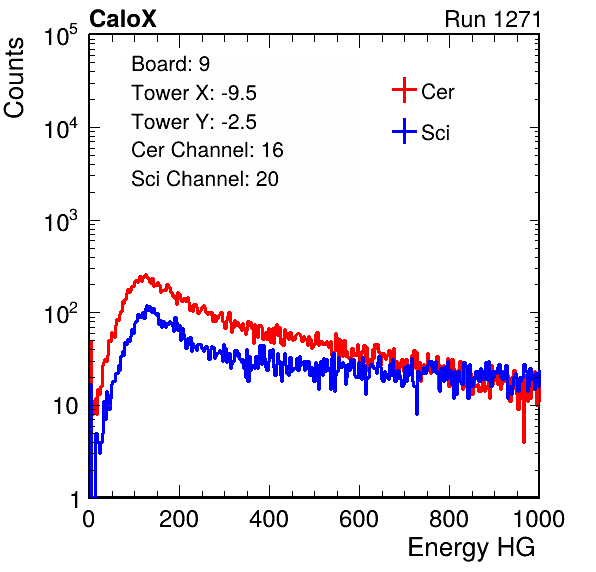 CaloX Run 1271
Counts
10^5
10^4
10^3
10^2
10
1
Board: 9
Tower X: -9.5
Tower Y: -2.5
Cer Channel: 16
Sci Channel: 20
Cer
Sci
0 200 400 600 800 1000
Energy HG